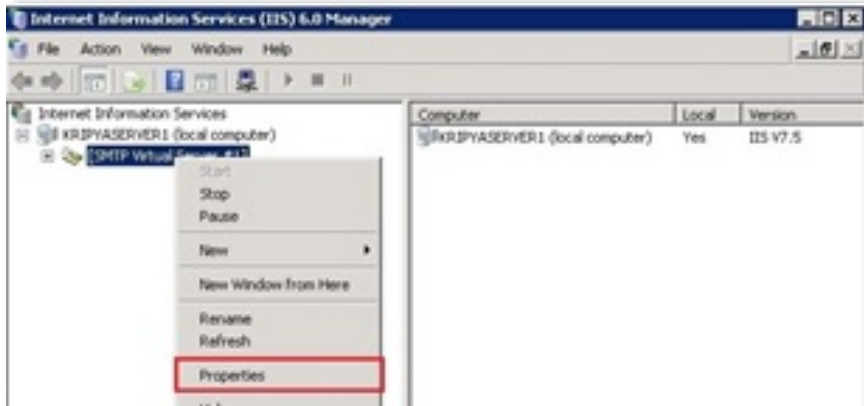 Internet Information Services (IIS) 6.0 Manager
File Action View Window Help
Internet Information Services
KRIPYASERVER1 (local computer)
[SMTP Virtual Server #1]
Start
Stop
Pause
New
New Window from Here
Rename
Refresh
Properties
Computer Local Version
KRIPYASERVER1 (local computer) Yes IIS V7.5